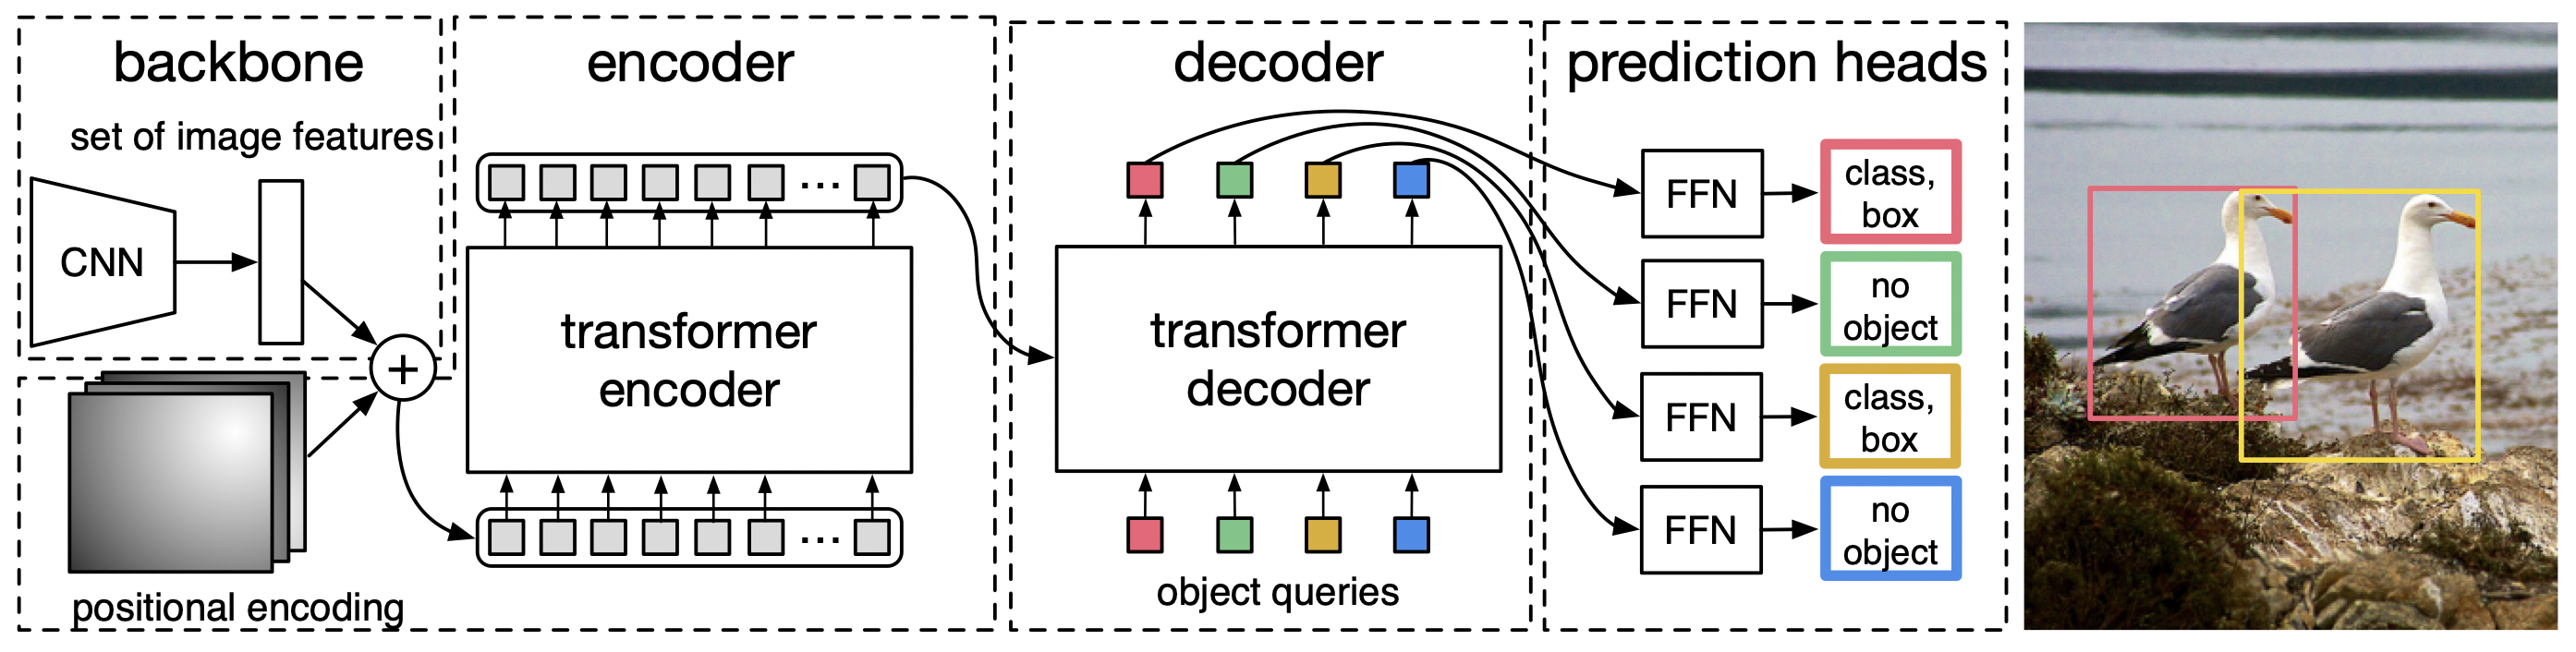 backbone
set of image features
CNN
+
positional encoding
encoder
...
transformer
encoder
...
decoder
transformer
decoder
object queries
prediction heads
FFN
class,
box
FFN
no
object
FFN
class,
box
FFN
no
object